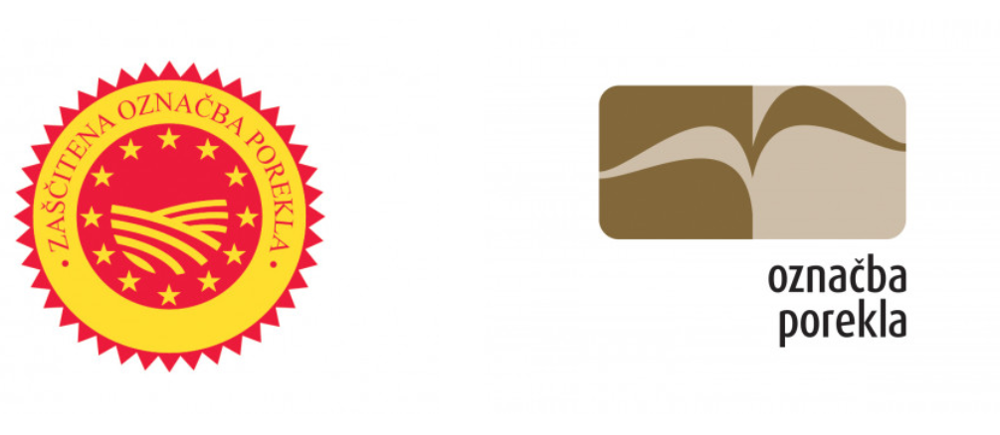 · ZAŠČITENA OZNAČBA POREKLA ·
označba
porekla